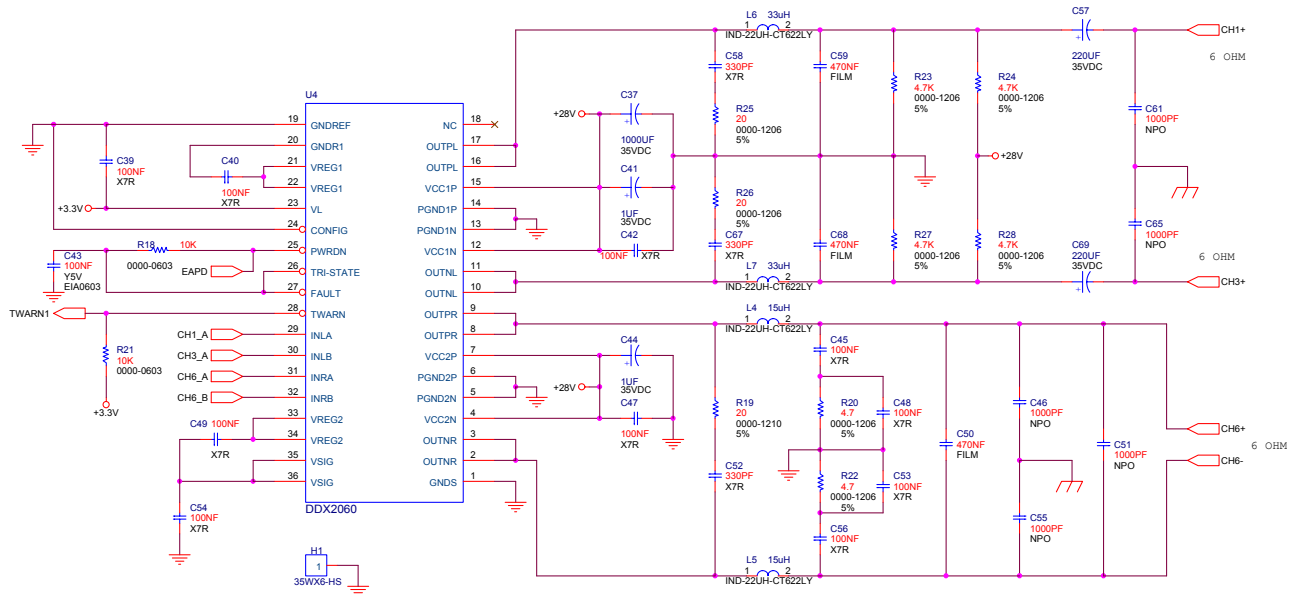 L6 33uH
1 2
IND-22UH-CT622LY
C57
220UF
35VDC
CH1+
6 OHM
C58
330PF
X7R
C59
470NF
FILM
R23
4.7K
0000-1206
5%
R24
4.7K
0000-1206
5%
C61
1000PF
NPO
R25
20
0000-1206
5%
+28V
C37
1000UF
35VDC
C41
1UF
35VDC
C42
100NF X7R
R26
20
0000-1206
5%
C67
330PF
X7R
C68
470NF
FILM
R27
4.7K
0000-1206
5%
R28
4.7K
0000-1206
5%
+28V
C65
1000PF
NPO
C69
220UF
35VDC
6 OHM
CH3+
L7 33uH
1 2
IND-22UH-CT622LY
U4
19 GNDREF
20 GNDR1
21 VREG1
22 VREG1
23 VL
24 CONFIG
25 PWRDN
26 TRI-STATE
27 FAULT
28 TWARN
29 INLA
30 INLB
31 INRA
32 INRB
33 VREG2
34 VREG2
35 VSIG
36 VSIG
NC 18
OUTPL 17
OUTPL 16
VCC1P 15
PGND1P 14
PGND1N 13
VCC1N 12
OUTNL 11
OUTNL 10
OUTPR 9
OUTPR 8
VCC2P 7
PGND2P 6
PGND2N 5
VCC2N 4
OUTNR 3
OUTNR 2
GNDS 1
DDX2060
C39
100NF
X7R
C40
100NF
X7R
+3.3V
R18 10K
0000-0603
C43
100NF
Y5V
EIA0603
EAPD
TWARN1
R21
10K
0000-0603
+3.3V
CH1_A
CH3_A
CH6_A
CH6_B
C49 100NF
X7R
C54
100NF
X7R
H1
1
35WX6-HS
+28V
C44
1UF
35VDC
C47
100NF
X7R
L4 15uH
1 2
IND-22UH-CT622LY
C45
100NF
X7R
R19
20
0000-1210
5%
R20
4.7
0000-1206
5%
C48
100NF
X7R
C52
330PF
X7R
R22
4.7
0000-1206
5%
C53
100NF
X7R
C56
100NF
X7R
C50
470NF
FILM
C46
1000PF
NPO
C51
1000PF
NPO
C55
1000PF
NPO
CH6+
6 OHM
CH6-
L5 15uH
1 2
IND-22UH-CT622LY